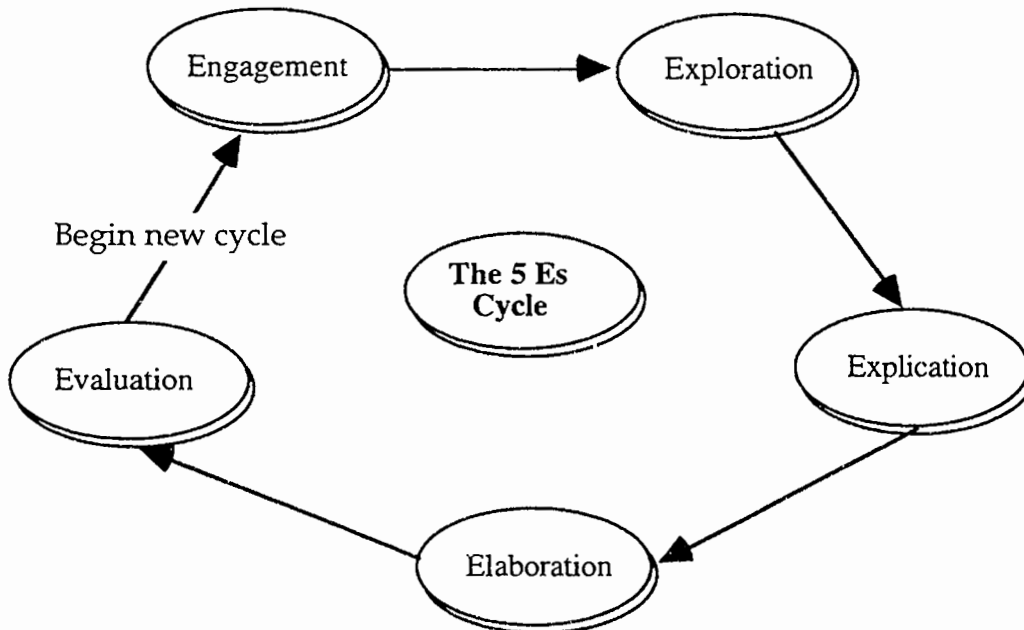 Engagement
Exploration
Begin new cycle
The 5 Es
Cycle
Evaluation
Explication
Elaboration